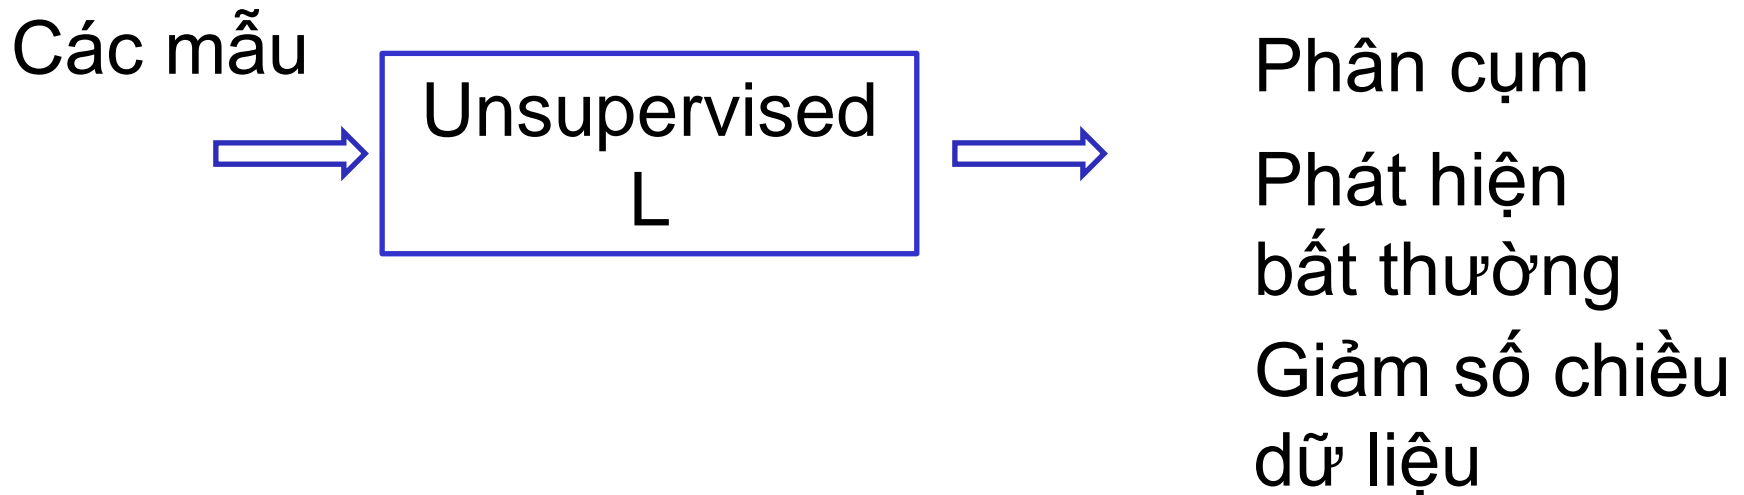 Các mẫu
Unsupervised
L
Phân cụm
Phát hiện
bất thường
Giảm số chiều
dữ liệu